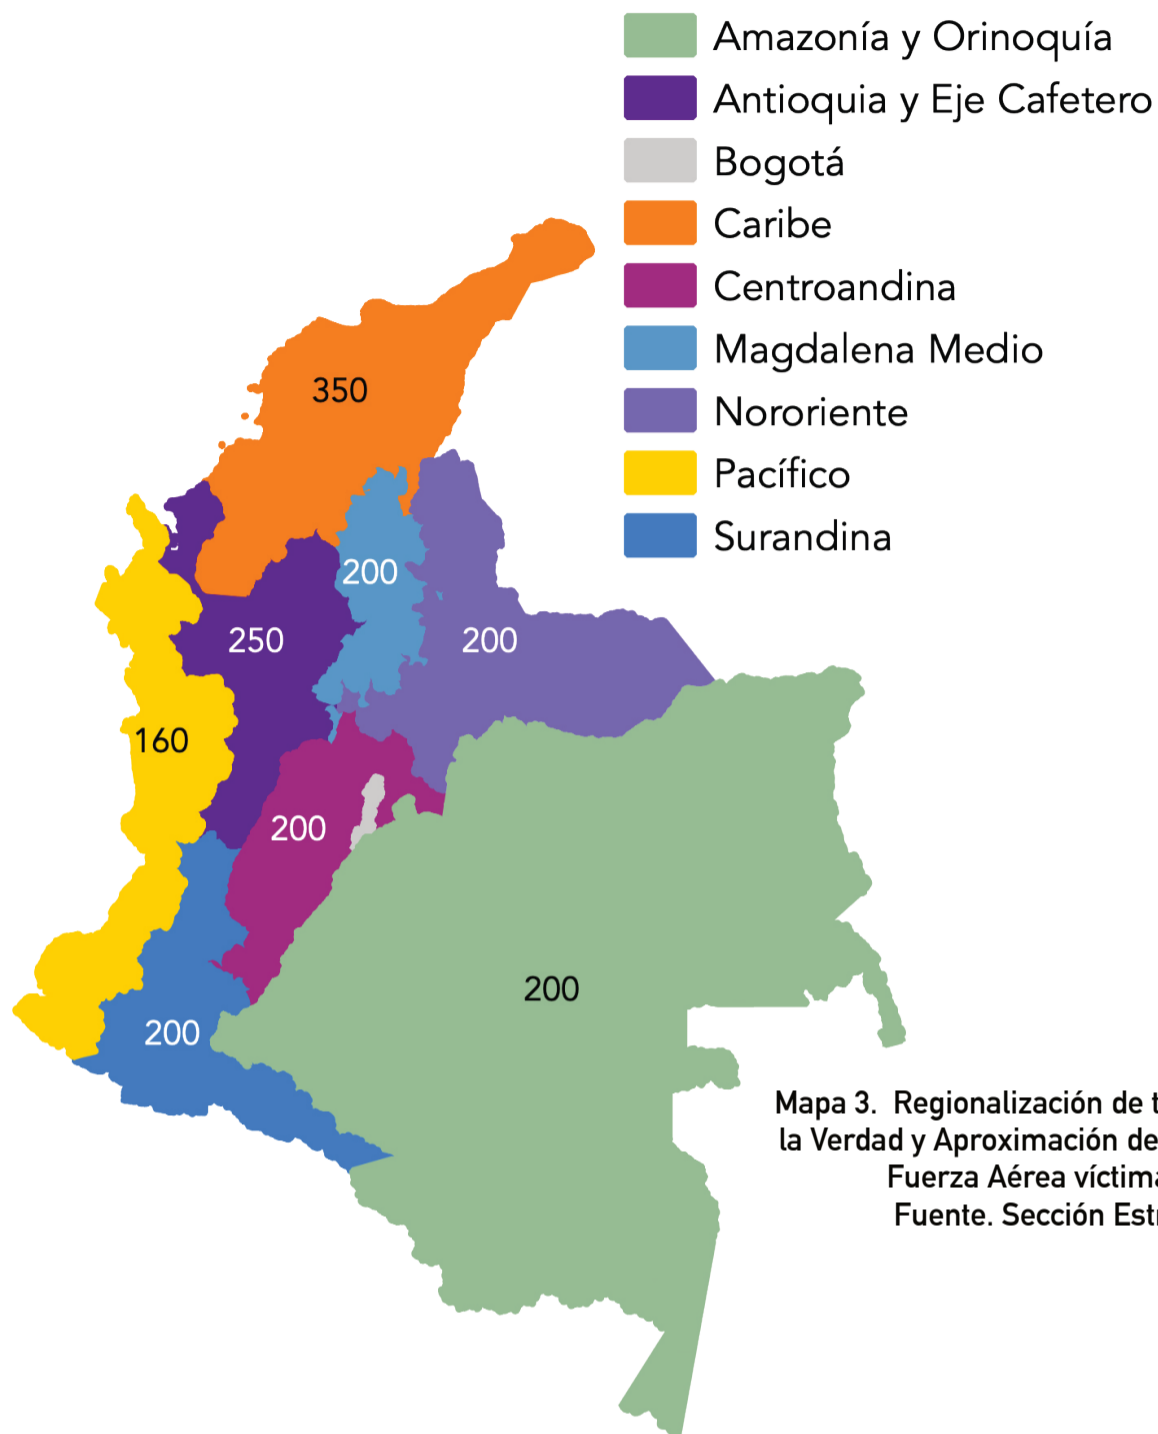 Amazonía y Orinoquía
Antioquia y Eje Cafetero
Bogotá
Caribe
Centroandina
Magdalena Medio
Nororiente
Pacífico
Surandina
350
200
250
200
160
200
200
200
Mapa 3. Regionalización de
la Verdad y Aproximación de
Fuerza Aérea
Fuente. Sección